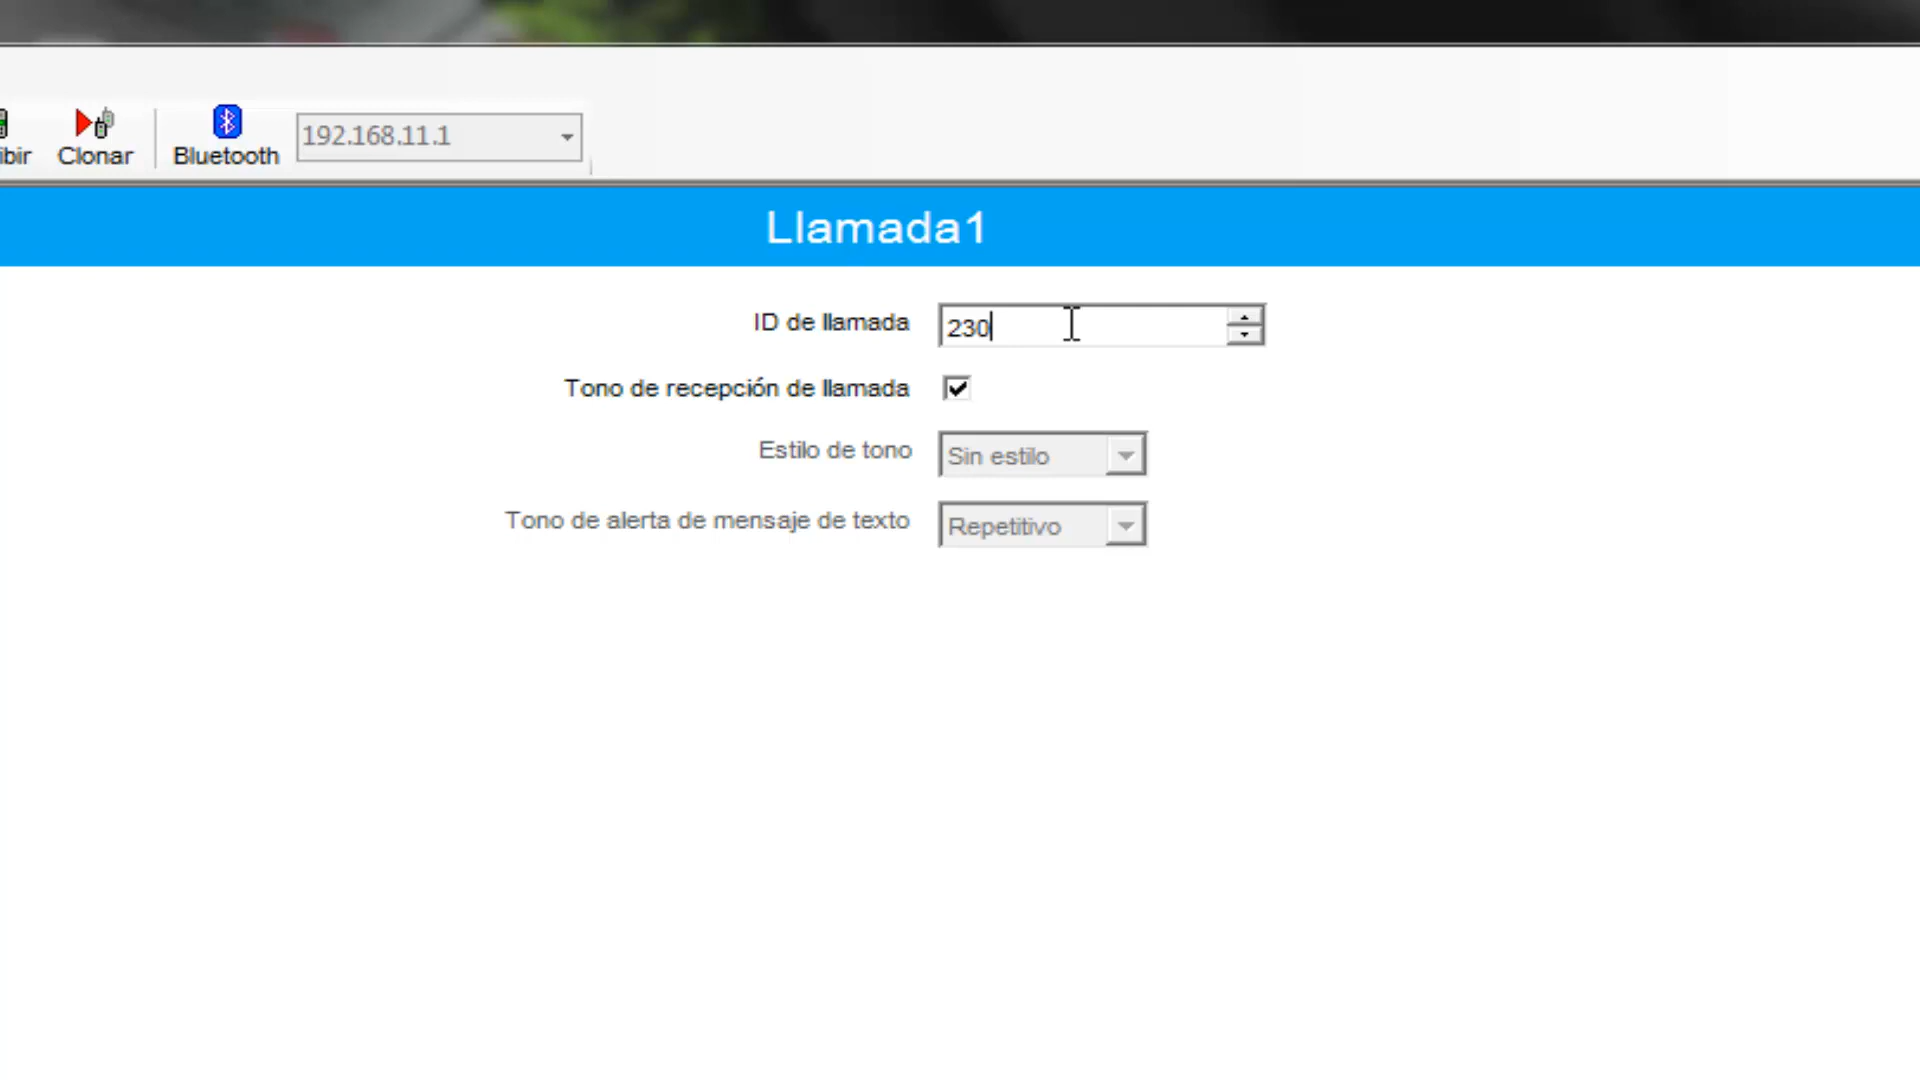 ibir Clonar Bluetooth 192.168.11.1
Llamada1
ID de llamada 230
Tono de recepción de llamada
Estilo de tono Sin estilo
Tono de alerta de mensaje de texto Repetitivo